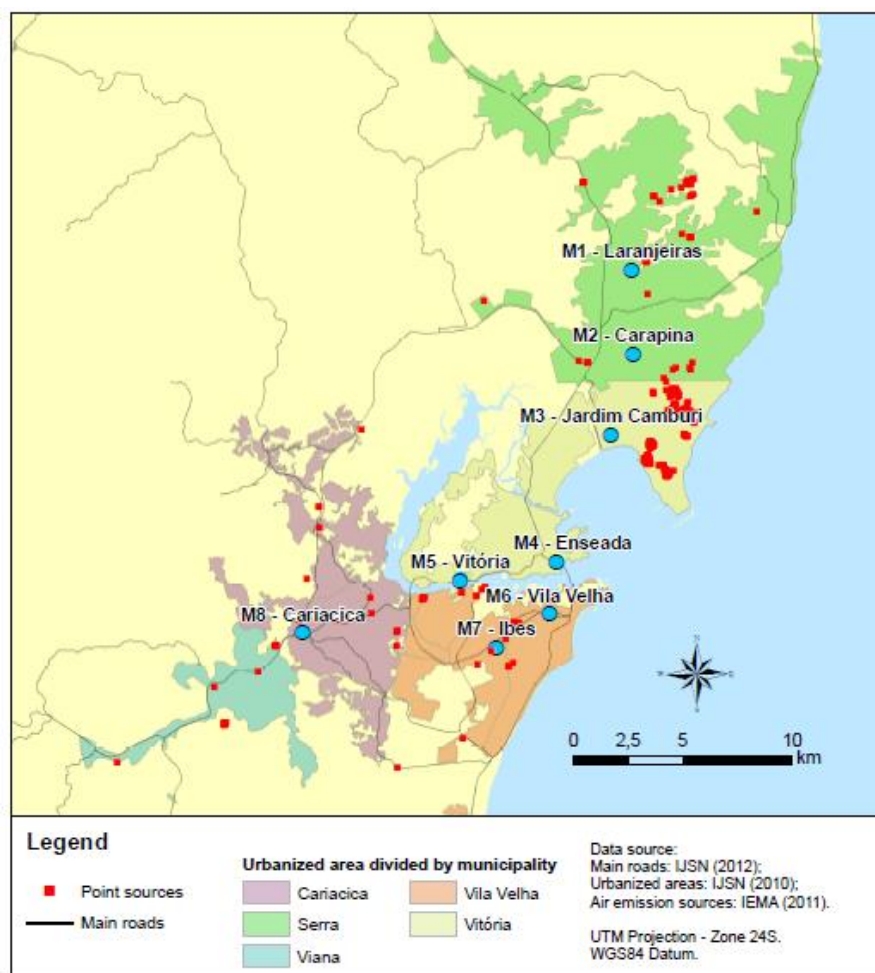 M1 - Laranjeiras
M2 - Carapina
M3 - Jardim Camburi
M4 - Enseada
M5 - Vitória
M6 - Vila Velha
M7 - Ibes
M8 - Cariacica
0 2,5 5 10
km
Legend
Point sources
Main roads
Urbanized area divided by municipality
Cariacica
Serra
Viana
Vila Velha
Vitória
Data source:
Main roads: IJSN (2012);
Urbanized areas: IJSN (2010);
Air emission sources: IEMA (2011).
UTM Projection - Zone 24S.
WGS84 Datum.